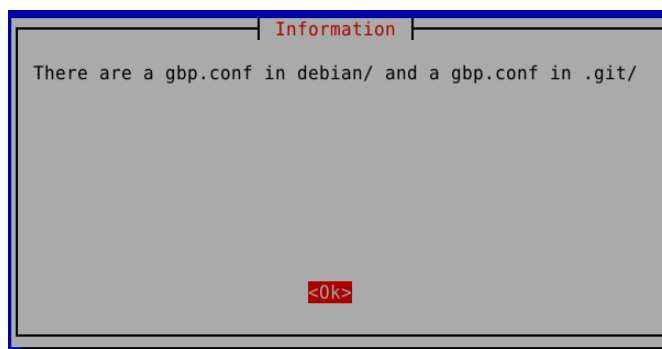 Information
There are a gbp.conf in debian/ and a gbp.conf in .git/
<Ok>